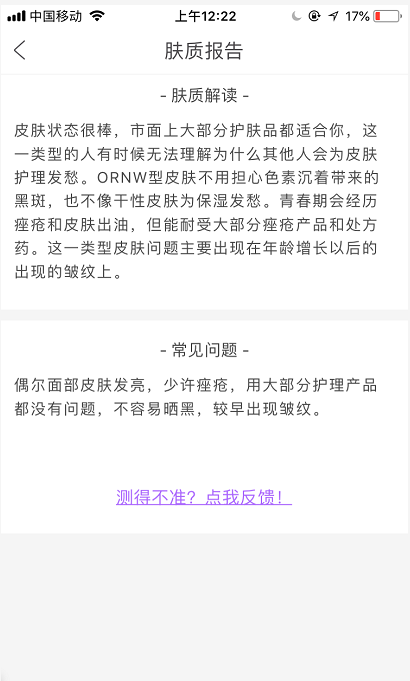 中国移动 上午12:22 17%
肤质报告
- 肤质解读 -
皮肤状态很棒，市面上大部分护肤品都适合你，这
一类型的人有时候无法理解为什么其他人会为皮肤
护理发愁。ORNW型皮肤不用担心色素沉着带来的
黑斑，也不像干性皮肤为保湿发愁。青春期会经历
痤疮和皮肤出油，但能耐受大部分痤疮产品和处方
药。这一类型皮肤问题主要出现在年龄增长以后的
出现的皱纹上。
- 常见问题 -
偶尔面部皮肤发亮，少许痤疮，用大部分护理产品
都没有问题，不容易晒黑，较早出现皱纹。
测得不准？点我反馈！